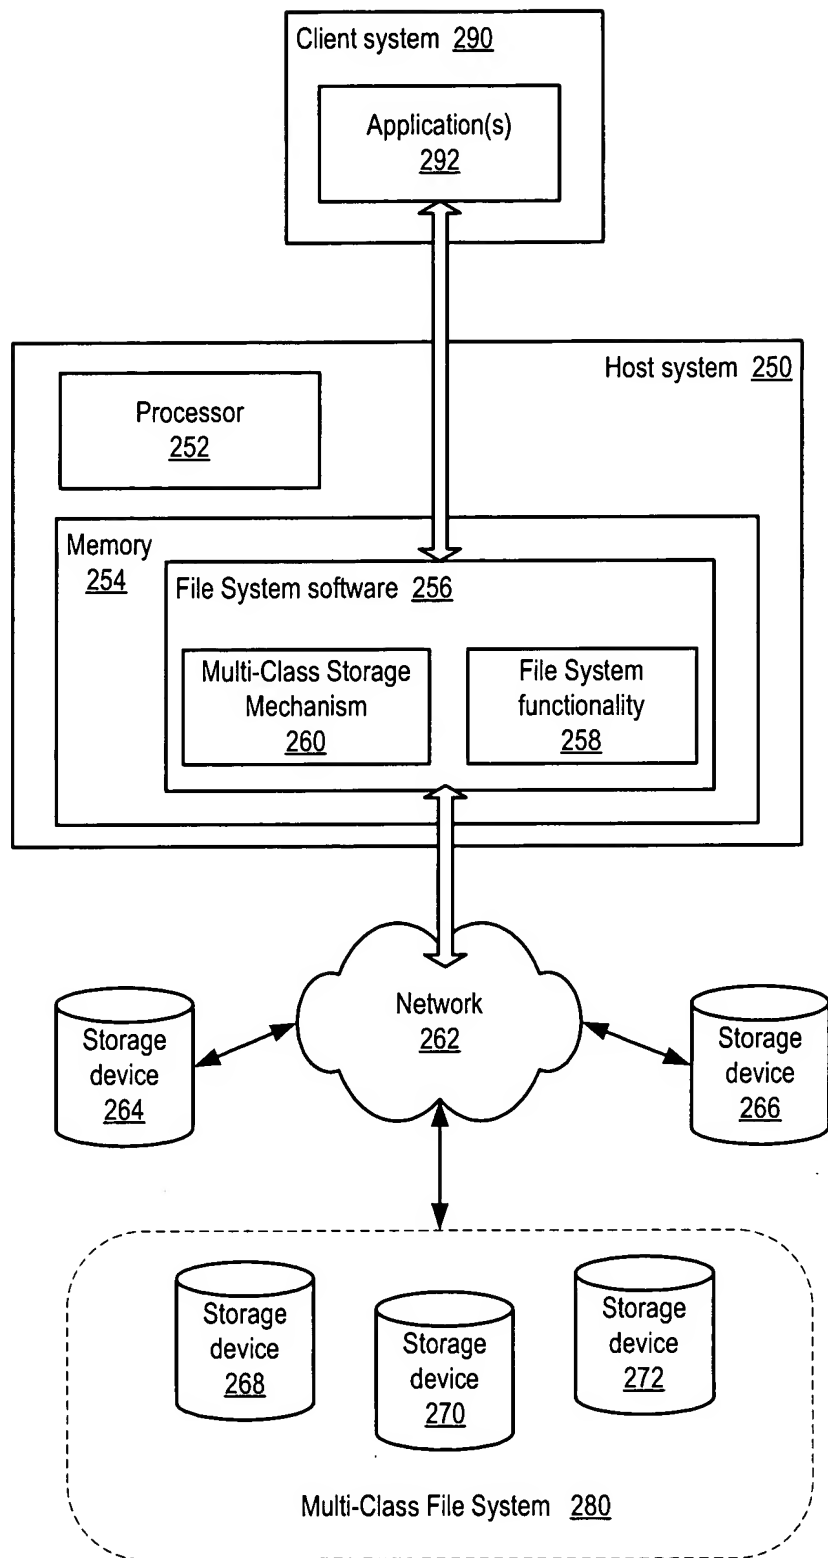 Client system 290
Application(s)
292
Host system 250
Processor
252
Memory
254
File System software 256
Multi-Class Storage
Mechanism
260
File System
functionality
258
Network
262
Storage
device
264
Storage
device
266
Storage
device
268
Storage
device
270
Storage
device
272
Multi-Class File System 280